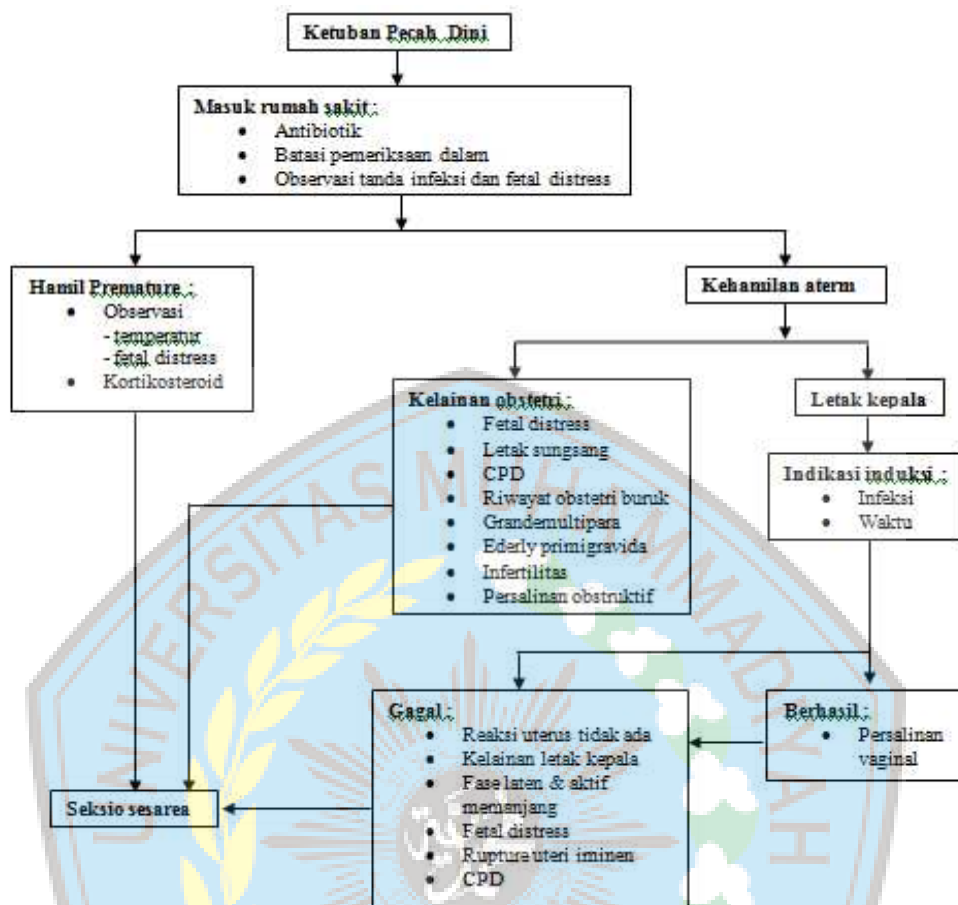 Ketuban Pecah Dini
Masuk rumah sakit :
• Antibiotik
• Batasi pemeriksaan dalam
• Observasi tanda infeksi dan fetal distress
Hamil Premature :
• Observasi
- temperatur
- fetal distress
• Kortikosteroid
Kehamilan aterm
Kelainan obstetri :
• Fetal distress
• Letak sungsang
• CPD
• Riwayat obstetri buruk
• Grandemultipara
• Ederly primigravida
• Infertilitas
• Persalinan obstruktif
Letak kepala
Indikasi induksi :
• Infeksi
• Waktu
Gagal :
• Reaksi uterus tidak ada
• Kelainan letak kepala
• Fase laten & aktif
memanjang
• Fetal distress
• Rupture uteri iminen
• CPD
Berhasil :
• Persalinan
vaginal
Seksio sesarea
UNIVERSITAS MUHAMMADIYAH